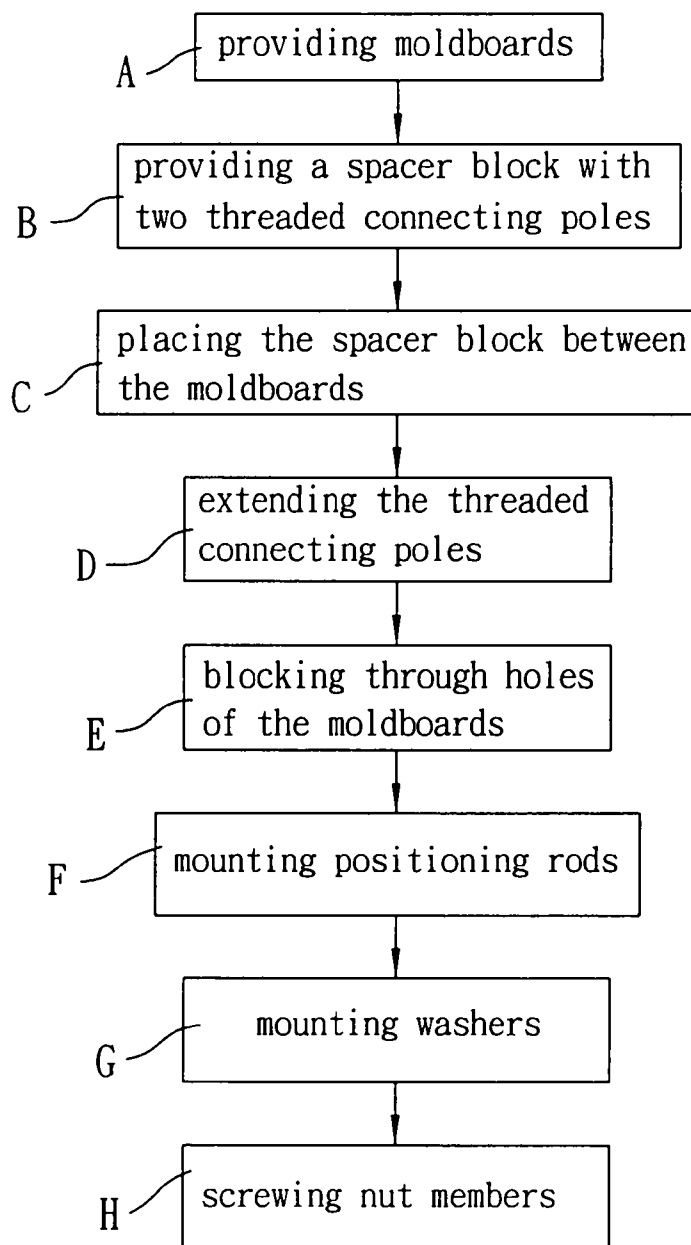 A
providing moldboards
B
providing a spacer block with
two threaded connecting poles
C
placing the spacer block between
the moldboards
D
extending the threaded
connecting poles
E
blocking through holes
of the moldboards
F
mounting positioning rods
G
mounting washers
H
screwing nut members